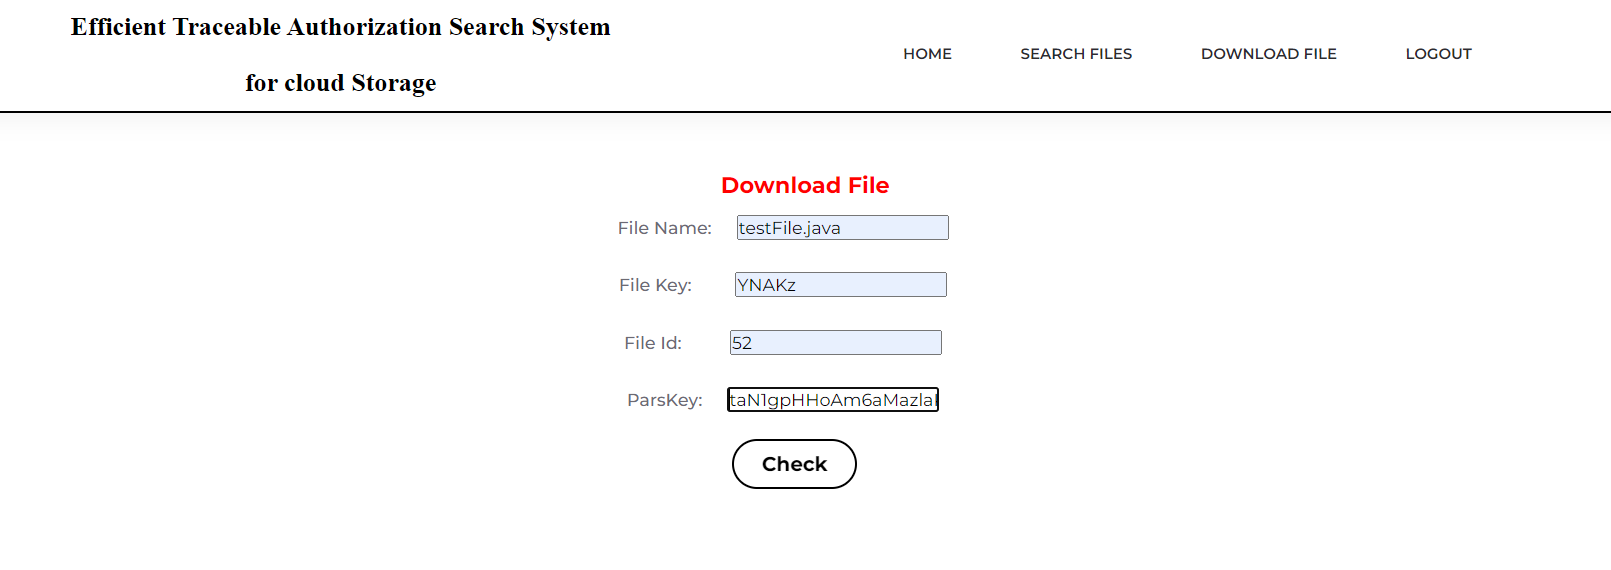 Efficient Traceable Authorization Search System
for cloud Storage
HOME SEARCH FILES DOWNLOAD FILE LOGOUT
Download File
File Name: testFile.java
File Key: YNAKz
File Id: 52
ParsKey: taN1gpHHoAm6aMazla
Check